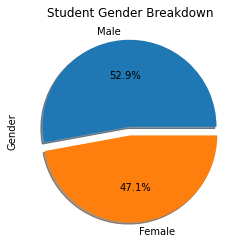 Student Gender Breakdown
Male
52.9%
Gender
47.1%
Female